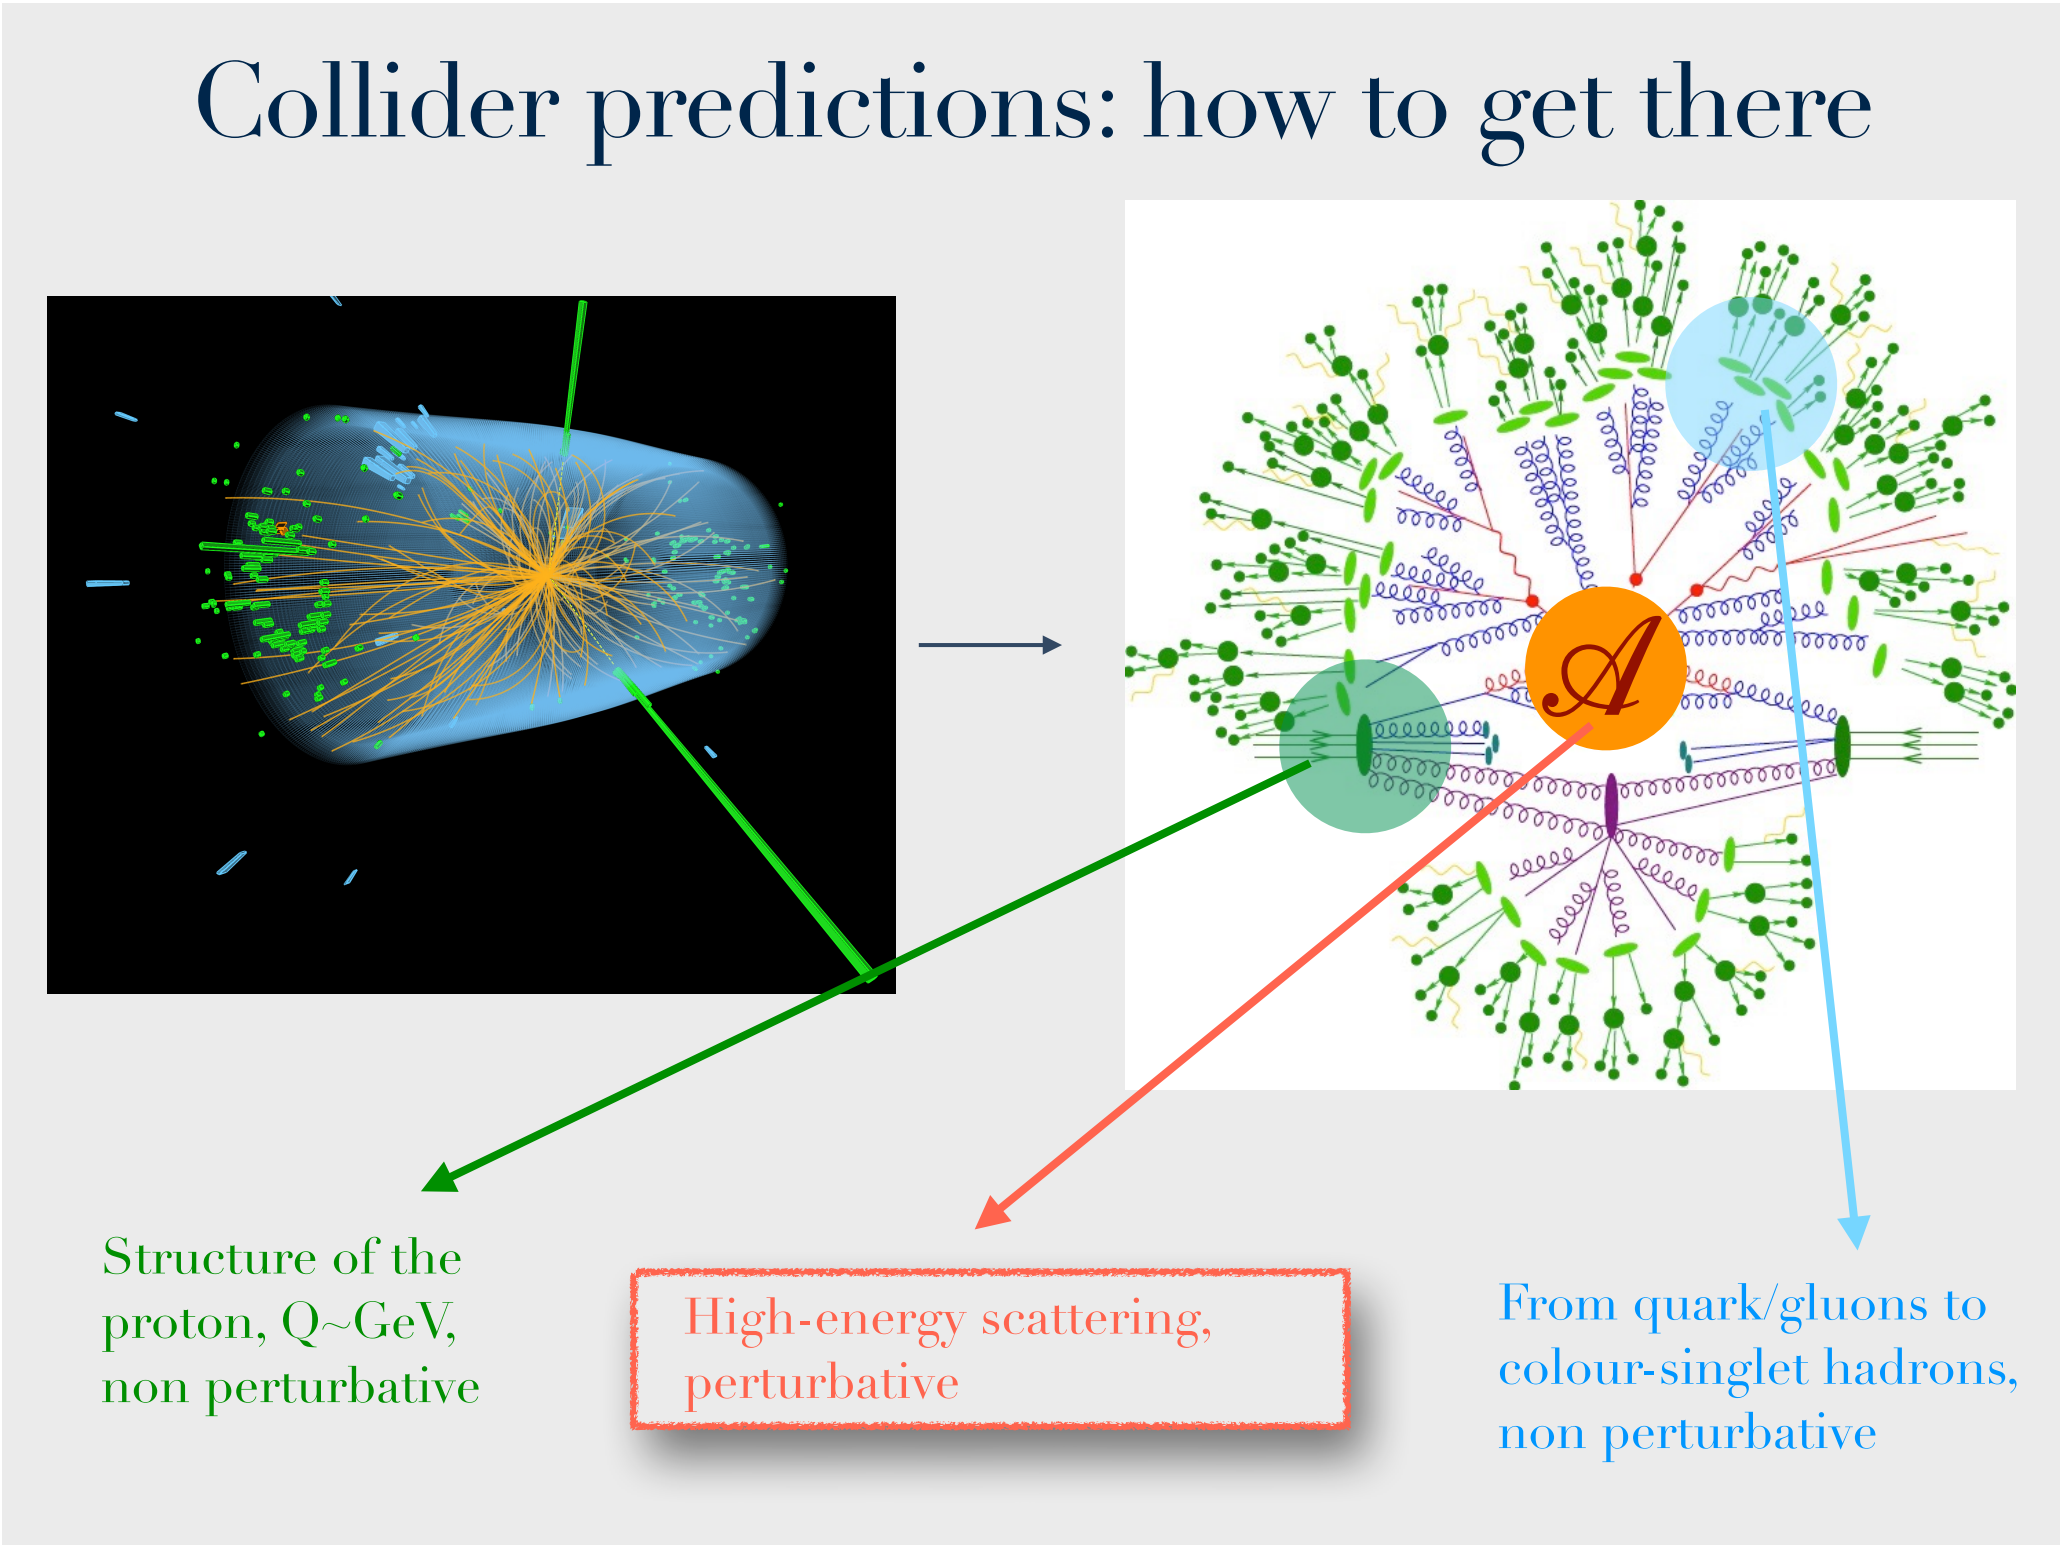 Collider predictions: how to get there
A
Structure of the
proton, Q~GeV,
non perturbative
High-energy scattering,
perturbative
From quark/gluons to
colour-singlet hadrons,
non perturbative